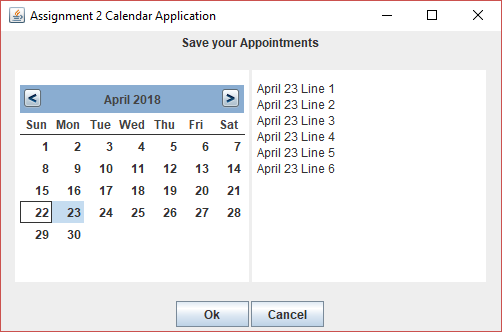 Assignment 2 Calendar Application
Save your Appointments
< April 2018 >
Sun Mon Tue Wed Thu Fri Sat
1 2 3 4 5 6 7
8 9 10 11 12 13 14
15 16 17 18 19 20 21
22 23 24 25 26 27 28
29 30
April 23 Line 1
April 23 Line 2
April 23 Line 3
April 23 Line 4
April 23 Line 5
April 23 Line 6
Ok Cancel